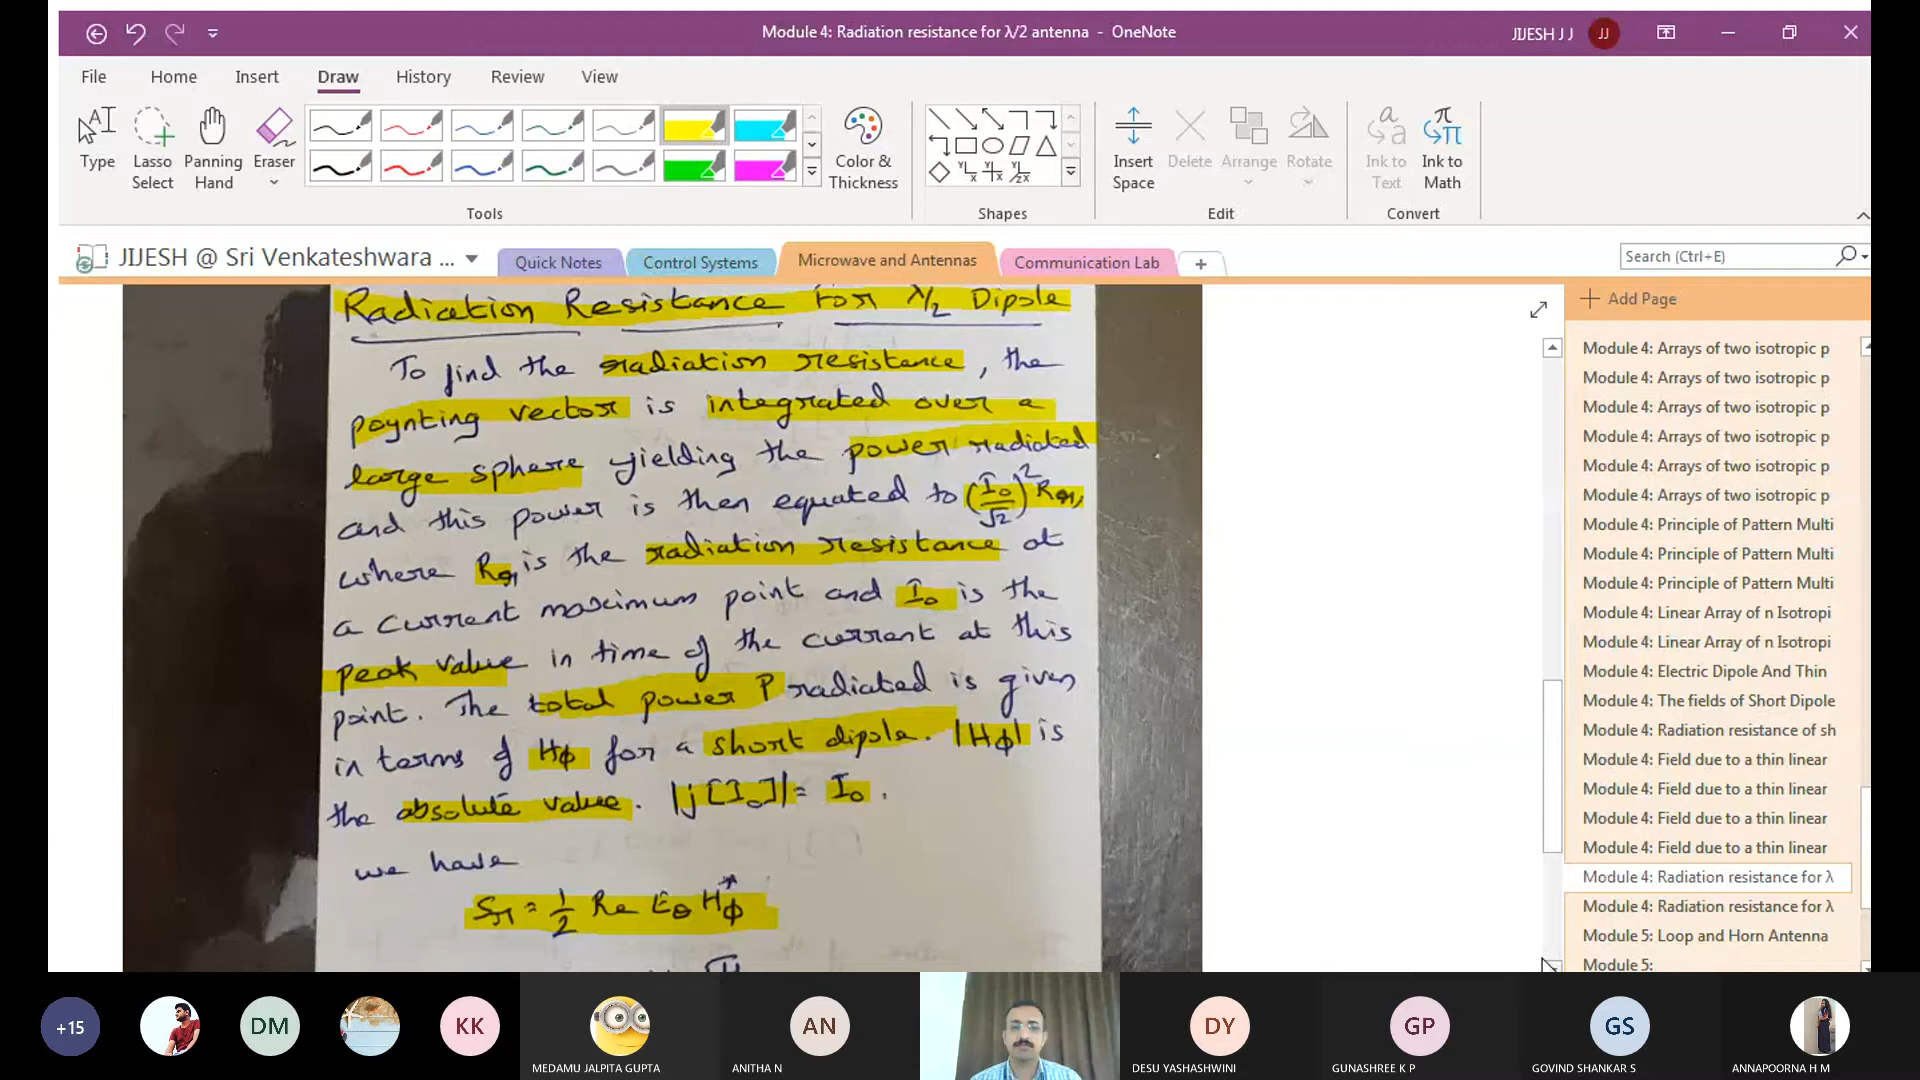 Module 4: Radiation resistance for λ/2 antenna - OneNote
JIJESH J J
JJ
File Home Insert Draw History Review View
Type
Lasso Select
Panning Hand
Eraser
Color & Thickness
Insert Space
Delete
Arrange
Rotate
Ink to Text
Ink to Math
Tools
Shapes
Edit
Convert
JIJESH @ Sri Venkateshwara ...
Quick Notes
Control Systems
Microwave and Antennas
Communication Lab
Search (Ctrl+E)
Radiation Resistance for λ/2 Dipole
To find the radiation resistance, the
poynting vector is integrated over a
large sphere yielding the power radiated
and this power is then equated to (I₀/√2)² Rr,
where Rr is the radiation resistance at
a current maximum point and I₀ is the
peak value in time of the current at this
point. The total power P radiated is given
in terms of Hϕ for a short dipole. |Hϕ| is
the absolute value. |j[I₀]| = I₀.
we have
Sr = 1/2 Re Eθ Hϕ*
Add Page
Module 4: Arrays of two isotropic p
Module 4: Arrays of two isotropic p
Module 4: Arrays of two isotropic p
Module 4: Arrays of two isotropic p
Module 4: Arrays of two isotropic p
Module 4: Arrays of two isotropic p
Module 4: Principle of Pattern Multi
Module 4: Principle of Pattern Multi
Module 4: Principle of Pattern Multi
Module 4: Linear Array of n Isotropi
Module 4: Linear Array of n Isotropi
Module 4: Electric Dipole And Thin
Module 4: The fields of Short Dipole
Module 4: Radiation resistance of sh
Module 4: Field due to a thin linear
Module 4: Field due to a thin linear
Module 4: Field due to a thin linear
Module 4: Field due to a thin linear
Module 4: Radiation resistance for λ
Module 4: Radiation resistance for λ
Module 5: Loop and Horn Antenna
Module 5:
+15
DM
KK
AN
DY
GP
GS
MEDAMU JALPITA GUPTA
ANITHA N
DESU YASHASHWINI
GUNASHREE K P
GOVIND SHANKAR S
ANNAPOORNA H M